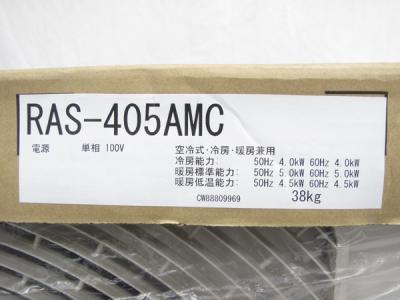 RAS-405AMC
電源 単相 100V 空冷式・冷房・暖房兼用
冷房能力: 50Hz 4.0kW 60Hz 4.0kW
暖房標準能力: 50Hz 5.0kW 60Hz 5.0kW
暖房低温能力: 50Hz 4.5kW 60Hz 4.5kW
CW88809969 38kg